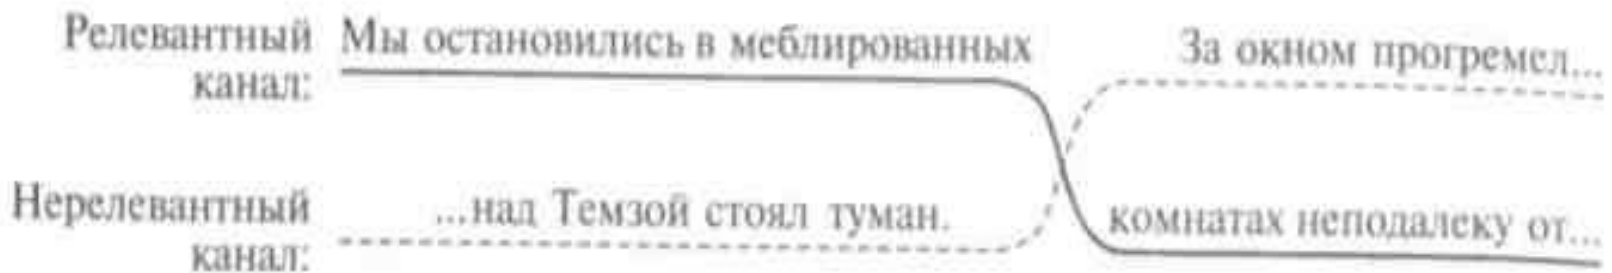 Релевантный Мы остановились в меблированных За окном прогремел...
канал:
Нерелевантный ...над Темзой стоял туман. комнатах неподалеку от...
канал: